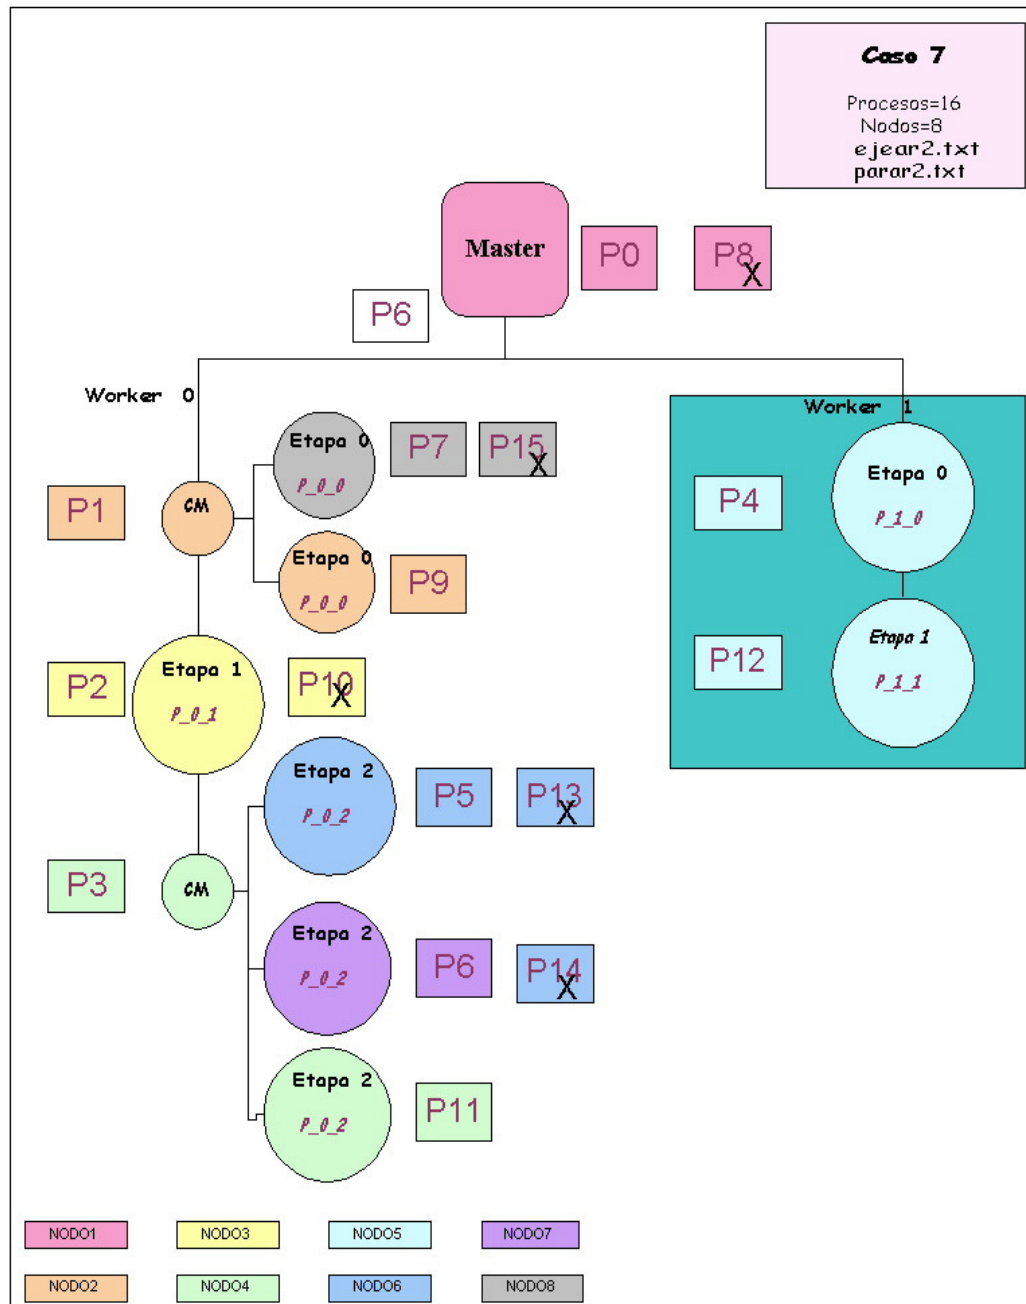 Caso 7
Procesos=16
Nodos=8
ejear2.txt
parar2.txt
Master
P0
P8
X
P6
Worker 0
Worker 1
Etapa 0
P_0_0
P7
P15
X
P1
CM
Etapa 0
P_0_0
P9
Etapa 0
P_1_0
P4
P2
Etapa 1
P_0_1
P10
X
P12
Etapa 1
P_1_1
Etapa 2
P_0_2
P5
P13
X
P3
CM
Etapa 2
P_0_2
P6
P14
X
Etapa 2
P_0_2
P11
NODO1
NODO3
NODO5
NODO7
NODO2
NODO4
NODO6
NODO8